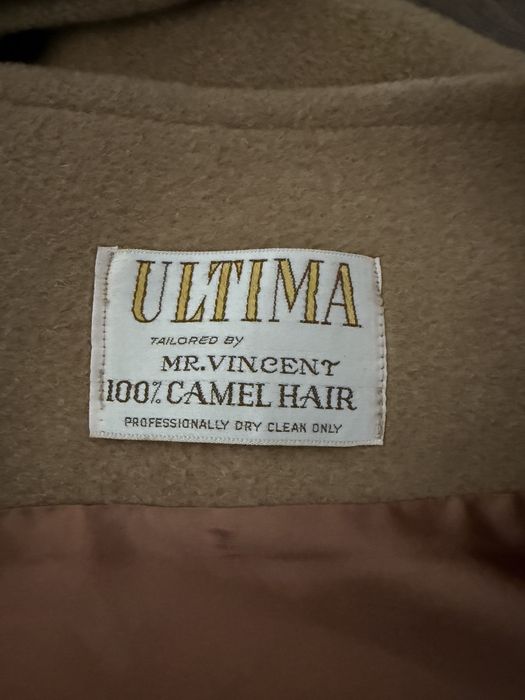 ULTIMA
TAILORED By
MR. VINCENT
100% CAMEL HAIR
PROFESSIONALLY DRY CLEAN ONLY